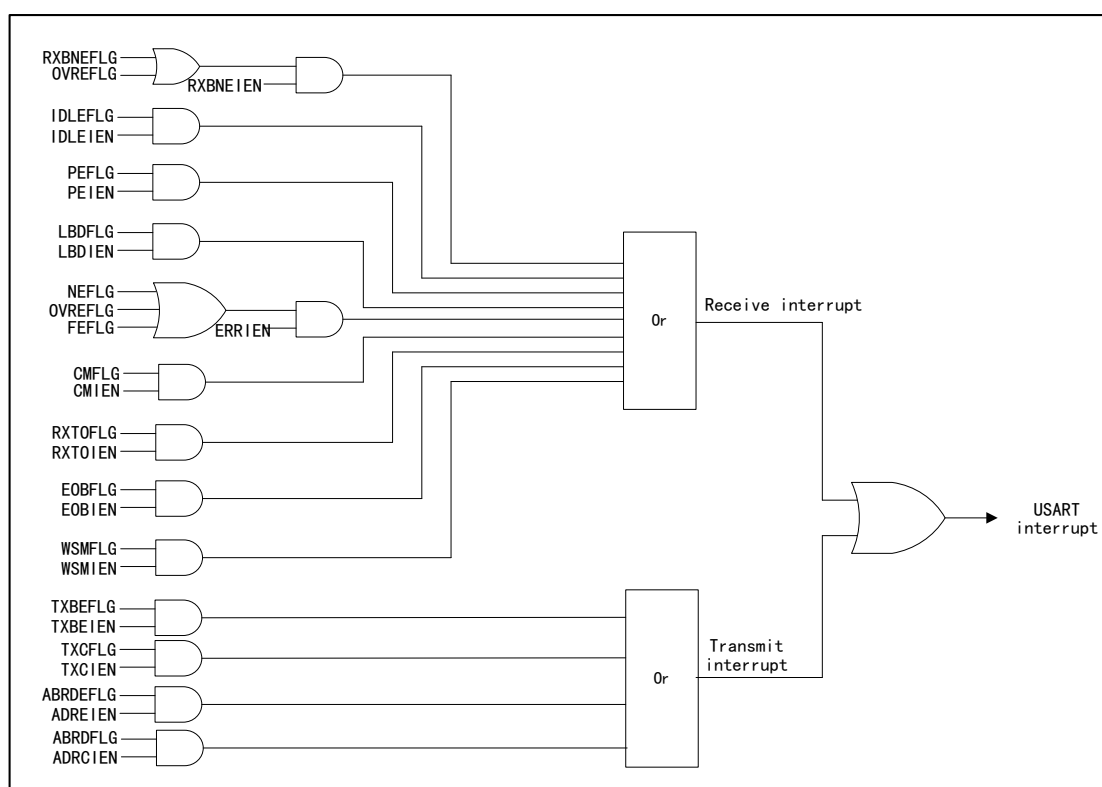 RXBNEFLG
OVREFLG
RXBNEIEN
IDLEFLG
IDLEIEN
PEFLG
PEIEN
LBDFLG
LBDIEN
NEFLG
OVREFLG
FEFLG
ERRIEN
CMFLG
CMIEN
RXTOFLG
RXTOIEN
EOBFLG
EOBIEN
WSMFLG
WSMIEN
Or
Receive interrupt
TXBEFLG
TXBEIEN
TXCFLG
TXCIEN
ABRDEFLG
ADREIEN
ABRDFLG
ADRCIEN
Or
Transmit
interrupt
USART
interrupt